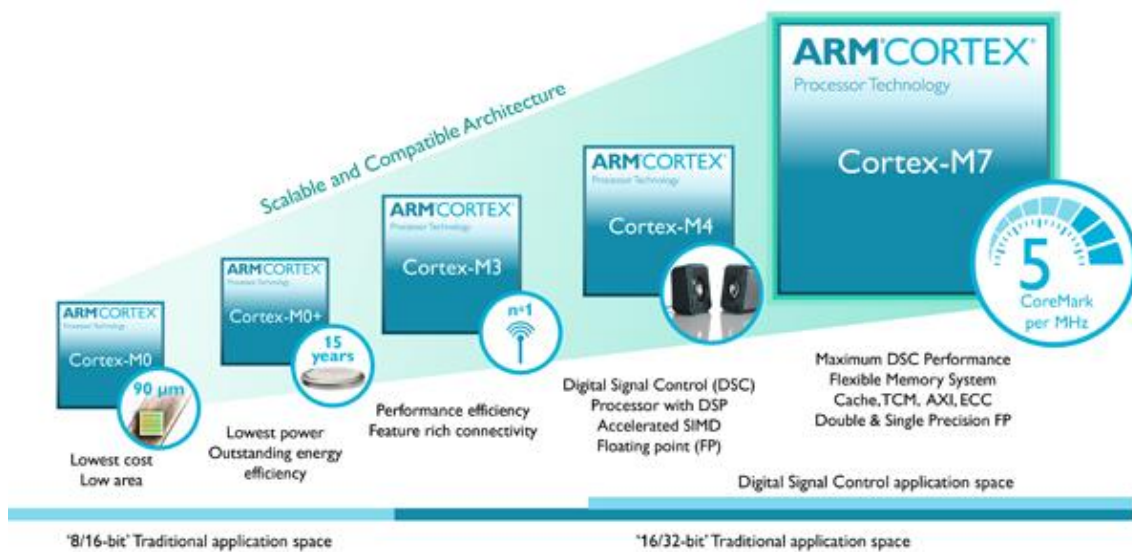 Scalable and Compatible Architecture
ARM®CORTEX®
Processor Technology
Cortex-M0
90 µm
Lowest cost
Low area
ARM®CORTEX®
Processor Technology
Cortex-M0+
15
years
Lowest power
Outstanding energy
efficiency
ARM®CORTEX®
Processor Technology
Cortex-M3
nº1
Performance efficiency
Feature rich connectivity
ARM®CORTEX®
Processor Technology
Cortex-M4
Digital Signal Control (DSC)
Processor with DSP
Accelerated SIMD
Floating point (FP)
ARM®CORTEX®
Processor Technology
Cortex-M7
5
CoreMark
per MHz
Maximum DSC Performance
Flexible Memory System
Cache, TCM, AXI, ECC
Double & Single Precision FP
Digital Signal Control application space
'8/16-bit' Traditional application space
'16/32-bit' Traditional application space